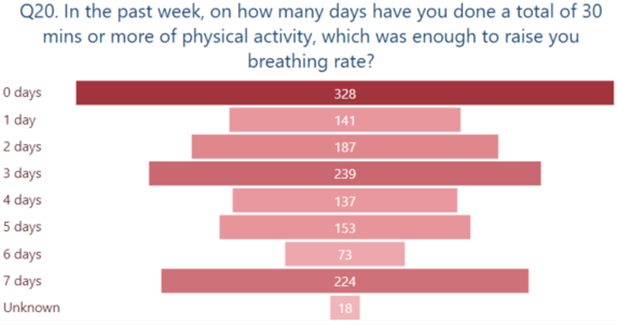 Q20. In the past week, on how many days have you done a total of 30
mins or more of physical activity, which was enough to raise you
breathing rate?
0 days 328
1 day 141
2 days 187
3 days 239
4 days 137
5 days 153
6 days 73
7 days 224
Unknown 18